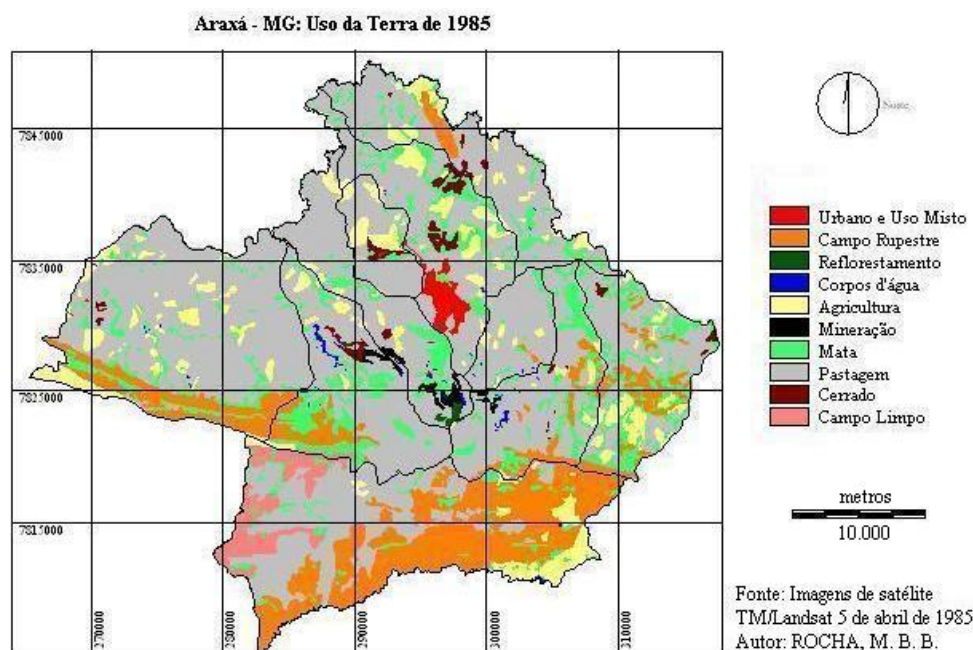 Araxá - MG: Uso da Terra de 1985
7845000
7835000
7825000
7815000
270000
280000
290000
300000
310000
Norte
Urbano e Uso Misto
Campo Rupestre
Reflorestamento
Corpos d'água
Agricultura
Mineração
Mata
Pastagem
Cerrado
Campo Limpo
metros
10.000
Fonte: Imagens de satélite
TM/Landsat 5 de abril de 1985
Autor: ROCHA, M. B. B.